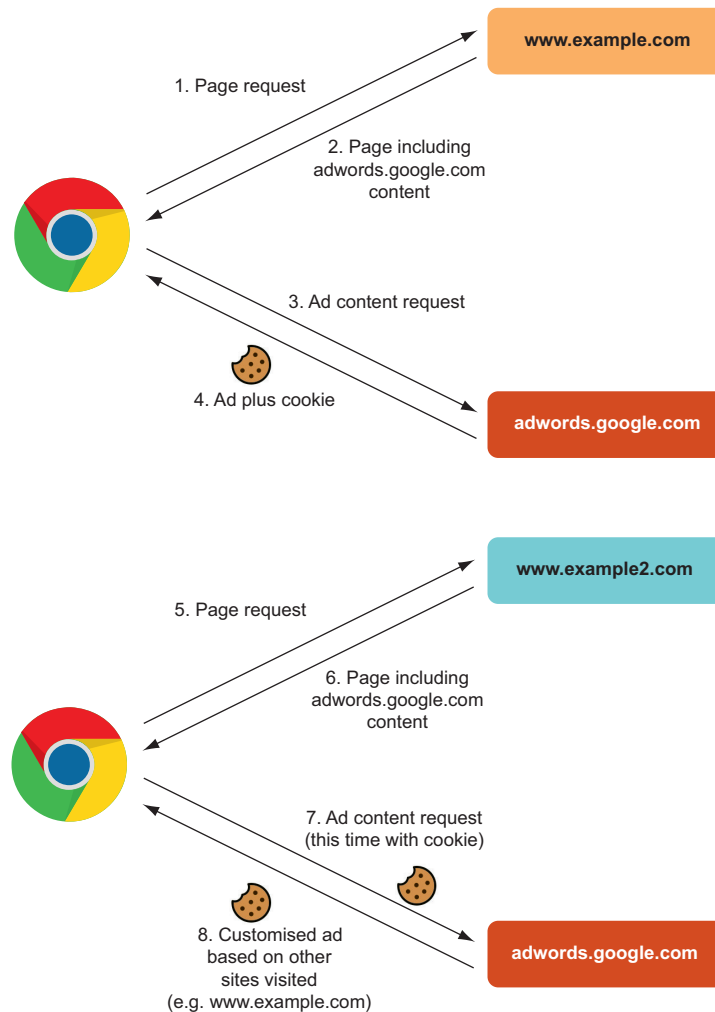 www.example.com
1. Page request
2. Page including
adwords.google.com
content
3. Ad content request
4. Ad plus cookie
adwords.google.com
www.example2.com
5. Page request
6. Page including
adwords.google.com
content
7. Ad content request
(this time with cookie)
8. Customised ad
based on other
sites visited
(e.g. www.example.com)
adwords.google.com